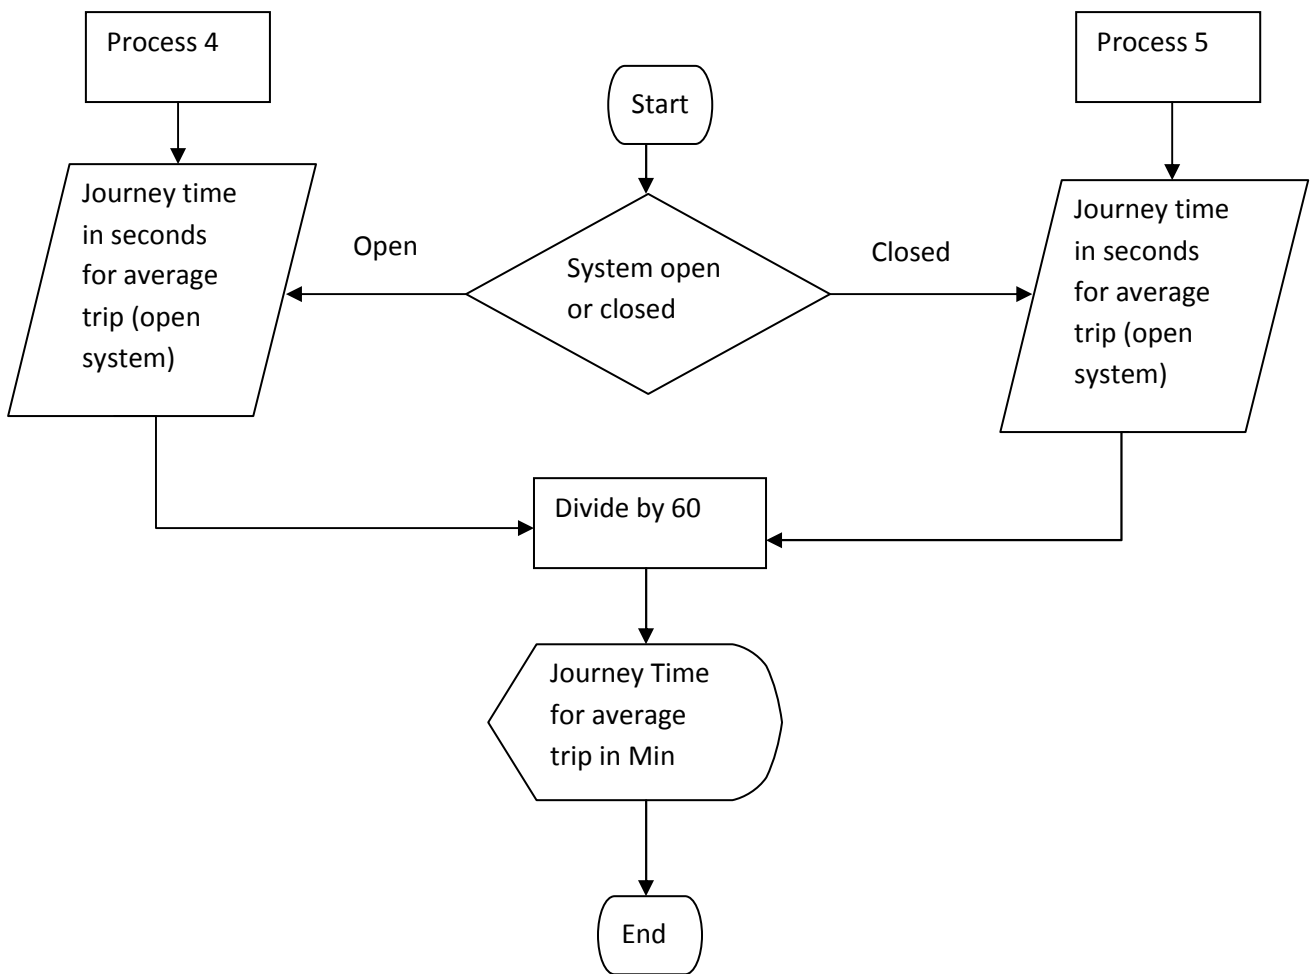 Process 4
Process 5
Start
Journey time
in seconds
for average
trip (open
system)
Open
System open
or closed
Closed
Journey time
in seconds
for average
trip (open
system)
Divide by 60
Journey Time
for average
trip in Min
End